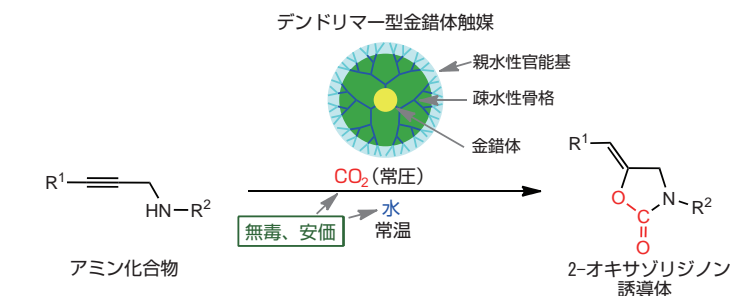 デンドリマー型金錯体触媒
親水性官能基
疎水性骨格
金錯体
R¹
HN-R²
アミン化合物
CO₂(常圧)
水
常温
無毒、安価
R¹
O
N
R²
C
O
2-オキサゾリジノン
誘導体